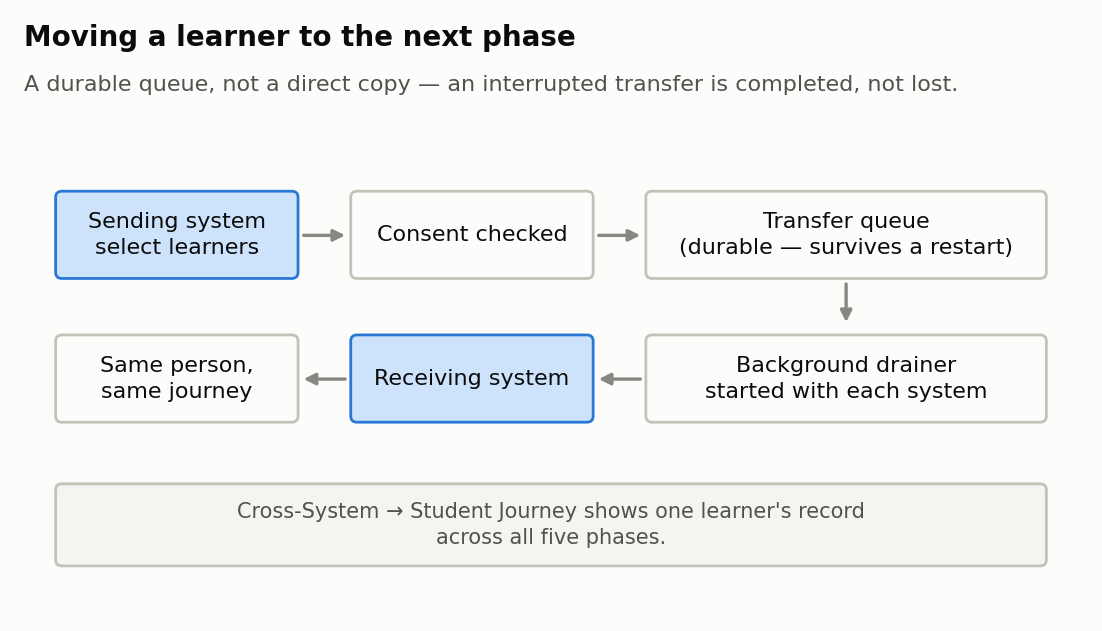 Moving a learner to the next phase
A durable queue, not a direct copy — an interrupted transfer is completed, not lost.
Sending system
select learners
Consent checked
Transfer queue
(durable — survives a restart)
Same person,
same journey
Receiving system
Background drainer
started with each system
Cross-System → Student Journey shows one learner's record
across all five phases.